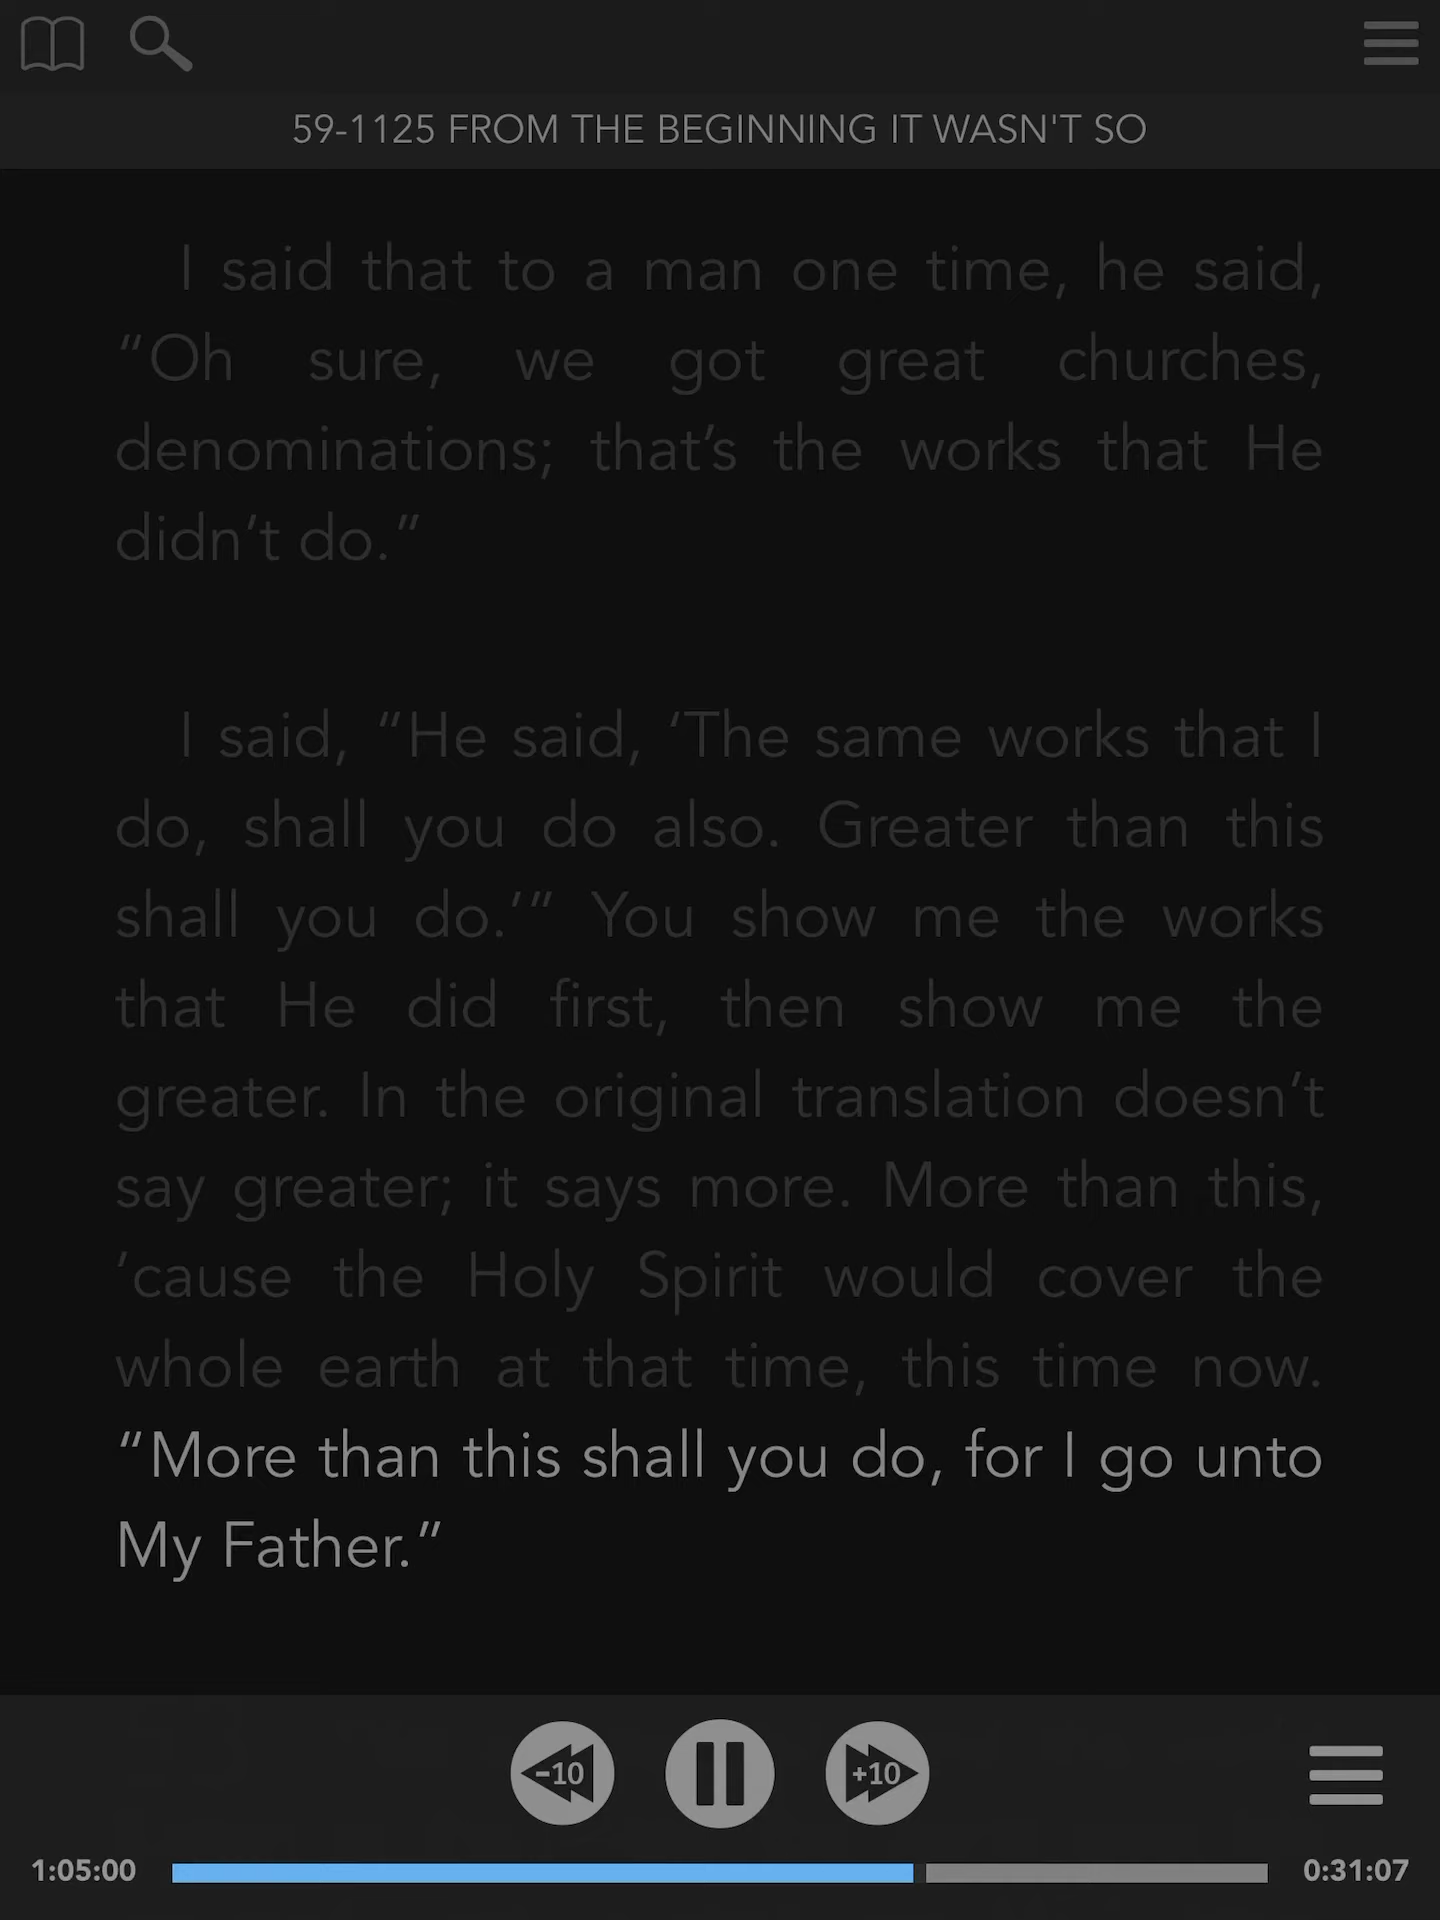 59-1125 FROM THE BEGINNING IT WASN'T SO
I said that to a man one time, he said,
“Oh sure, we got great churches,
denominations; that’s the works that He
didn’t do.”
I said, “He said, ‘The same works that I
do, shall you do also. Greater than this
shall you do.’” You show me the works
that He did first, then show me the
greater. In the original translation doesn’t
say greater; it says more. More than this,
‘cause the Holy Spirit would cover the
whole earth at that time, this time now.
“More than this shall you do, for I go unto
My Father.”
-10 +10
1:05:00 0:31:07